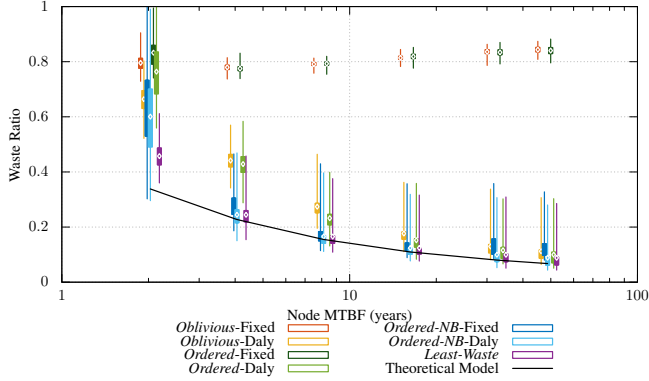 1
0.8
0.6
0.4
0.2
0
Waste Ratio
1
10
100
Node MTBF (years)
Oblivious-Fixed
Oblivious-Daly
Ordered-Fixed
Ordered-Daly
Ordered-NB-Fixed
Ordered-NB-Daly
Least-Waste
Theoretical Model